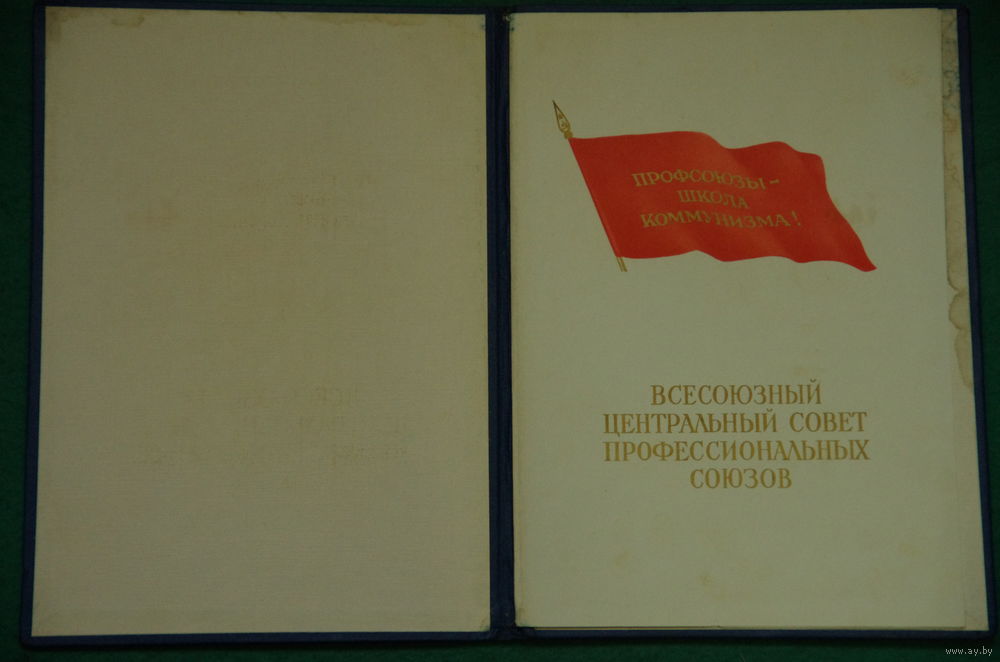 ПРОФСОЮЗЫ-
ШКОЛА
КОММУНИЗМА!
ВСЕСОЮЗНЫЙ
ЦЕНТРАЛЬНЫЙ СОВЕТ
ПРОФЕССИОНАЛЬНЫХ
СОЮЗОВ
www.ay.by